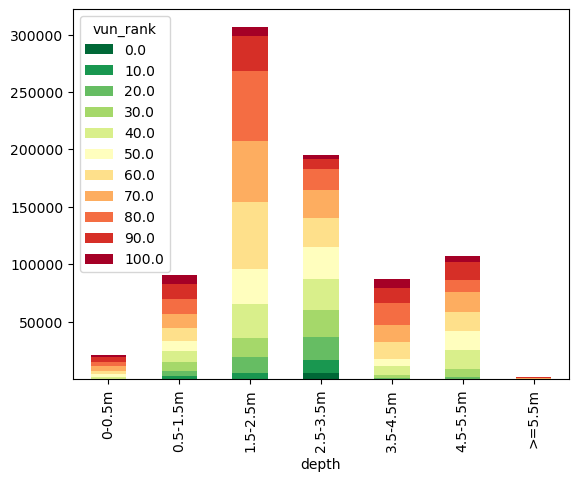 vun_rank
0.0
10.0
20.0
30.0
40.0
50.0
60.0
70.0
80.0
90.0
100.0
300000
250000
200000
150000
100000
50000
0-0.5m
0.5-1.5m
1.5-2.5m
2.5-3.5m
3.5-4.5m
4.5-5.5m
>=5.5m
depth